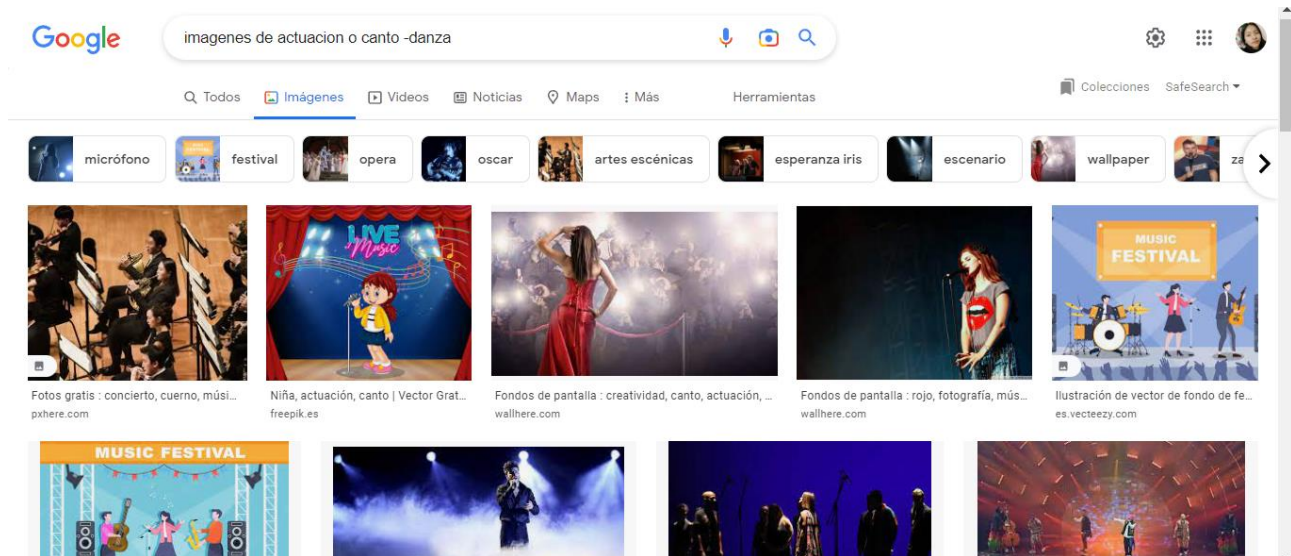 Google
imagenes de actuacion o canto -danza
Todos Imágenes Videos Noticias Maps Más Herramientas
Colecciones SafeSearch
micrófono festival opera oscar artes escénicas esperanza iris escenario wallpaper za
LIVE
Music
MUSIC
FESTIVAL
Fotos gratis : concierto, cuerno, músi...
pxhere.com
Niña, actuación, canto | Vector Grat...
freepik.es
Fondos de pantalla : creatividad, canto, actuación, ...
wallhere.com
Fondos de pantalla : rojo, fotografía, mús...
wallhere.com
Ilustración de vector de fondo de fe...
es.vecteezy.com
MUSIC FESTIVAL